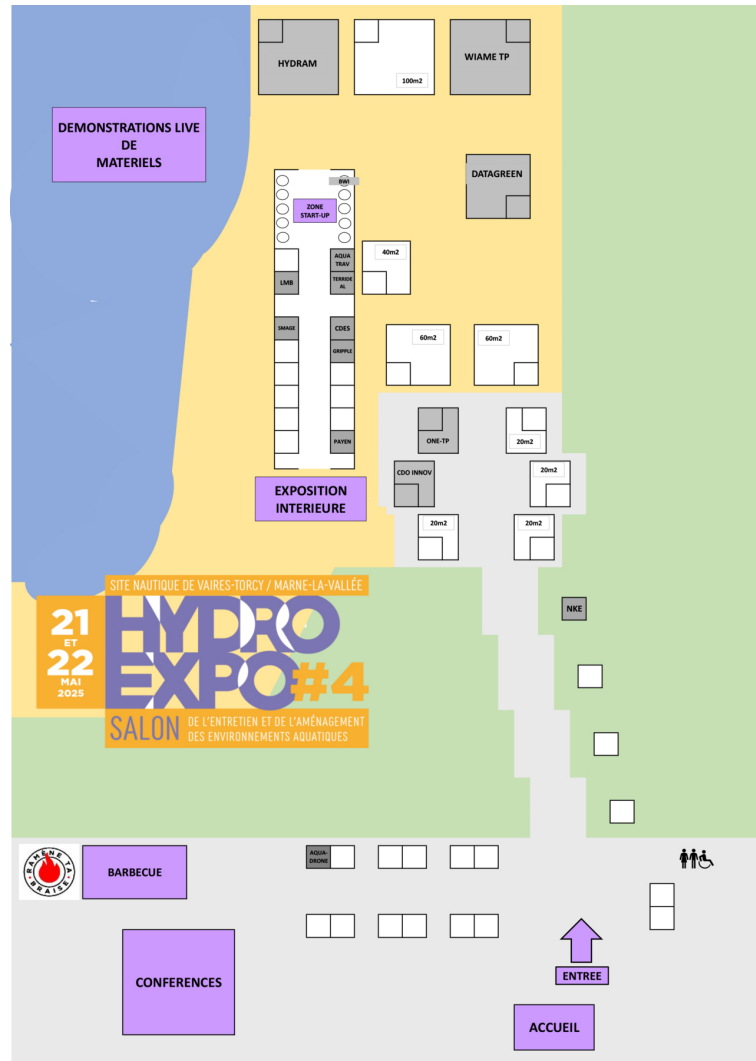 HYDRAM
100m2
WIAME TP
DEMONSTRATIONS LIVE
DE
MATERIELS
DATAGREEN
BWI
ZONE
START-UP
AQUA
TRAV
40m2
LMB
TERRIDE
AL
SMAGE
CDES
60m2
60m2
GRIPPLE
PAYEN
ONE-TP
20m2
CDO INNOV
20m2
EXPOSITION
INTERIEURE
20m2
20m2
SITE NAUTIQUE DE VAIRES-TORCY / MARNE-LA-VALLÉE
21
ET
22
MAI
2025
HYDRO
EXPO#4
SALON
DE L'ENTRETIEN ET DE L'AMÉNAGEMENT
DES ENVIRONNEMENTS AQUATIQUES
NKE
RAMÈNE TA
BRAISE
BARBECUE
AQUA-
DRONE
CONFERENCES
ENTREE
ACCUEIL